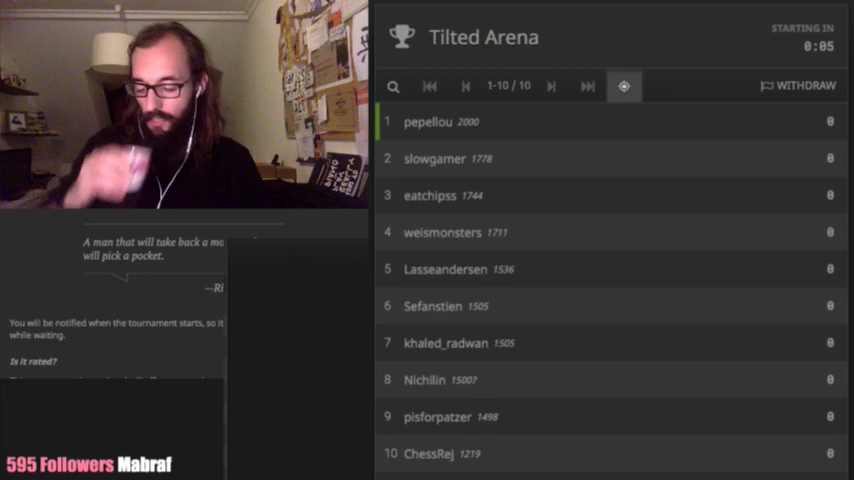 Tilted Arena
STARTING IN
0:05
1-10 / 10
WITHDRAW
1 pepellou 2000 0
2 slowgamer 1778 0
3 eatchipss 1744 0
4 weismonsters 1711 0
5 Lasseandersen 1536 0
6 Sefanstien 1505 0
7 khaled_radwan 1505 0
8 Nichilin 1500? 0
9 pisforpatzer 1498 0
10 ChessRej 1219 0
A man that will take back a mo
will pick a pocket.
—Ri
You will be notified when the tournament starts, so it
while waiting.
Is it rated?
595 Followers Mabraf